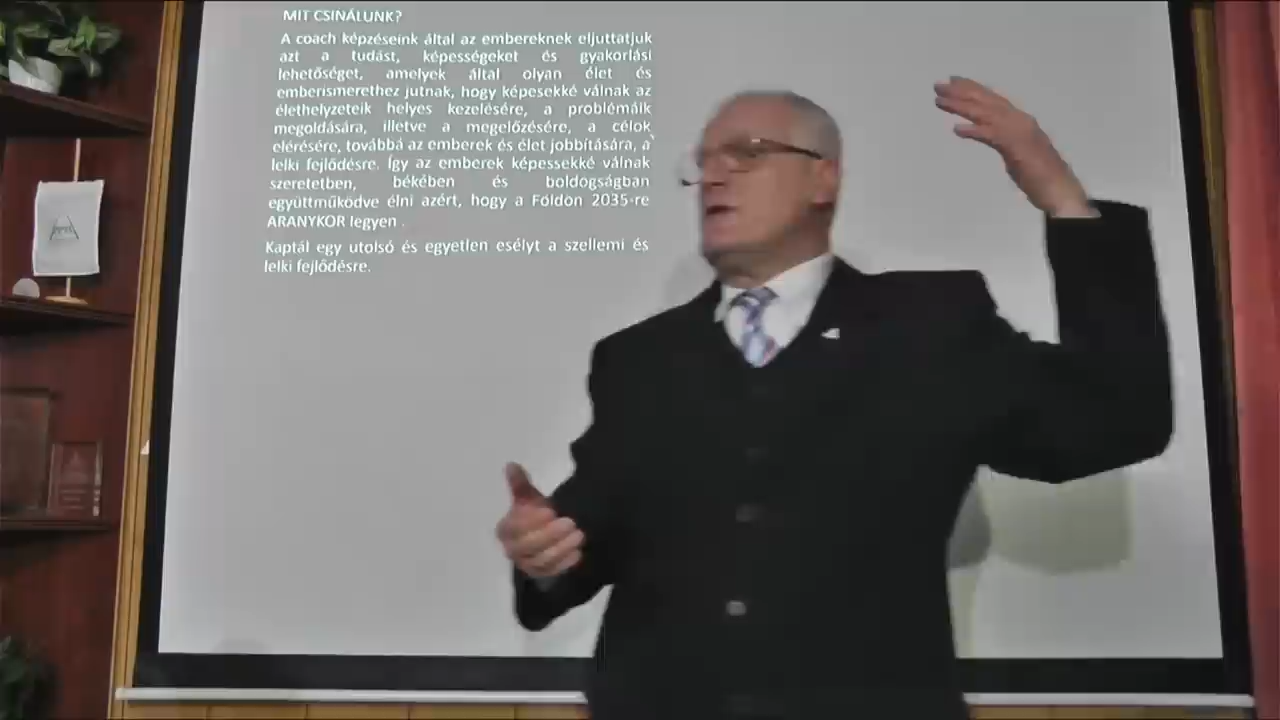 MIT CSINÁLUNK?
A coach képzéseink által az embereknek eljuttatjuk
azt a tudást, képességeket és gyakorlási
lehetőséget, amelyek által olyan élet és
emberismerethez jutnak, hogy képesekké válnak az
élethelyzeteik helyes kezelésére, a problémáik
megoldására, illetve a megelőzésére, a célok
elérésére, továbbá az emberek és élet jobbítására, a
lelki fejlődésre. Így az emberek képessekké válnak
szeretetben, békében és boldogságban
együttműködve élni azért, hogy a Földön 2035-re
ARANYKOR legyen .
Kaptál egy utolsó és egyetlen esélyt a szellemi és
lelki fejlődésre.